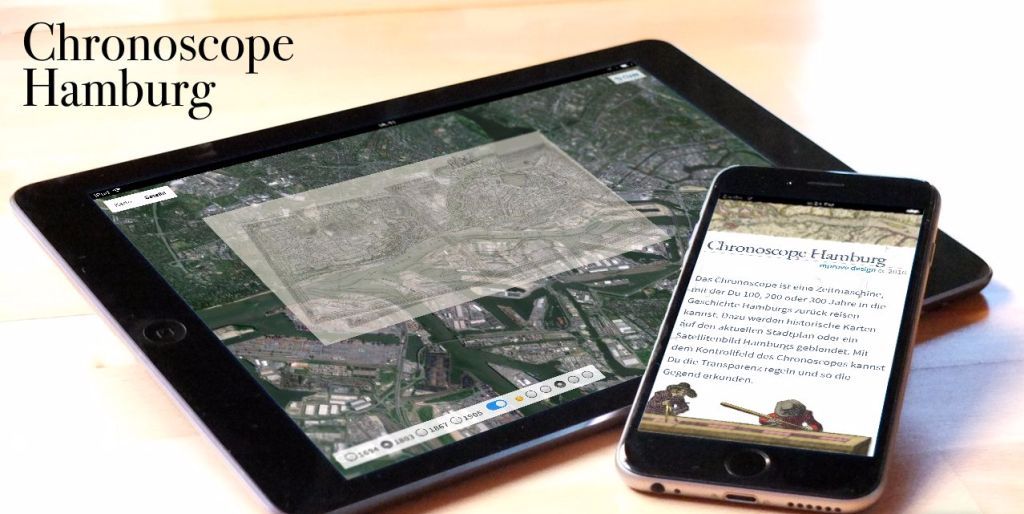 Chronoscope
Hamburg
iPad
Karte Satellit
1694 1803 1867 1905
Chronoscope Hamburg
Das Chronoscope ist eine Zeitmaschine,
mit der Du 100, 200 oder 300 Jahre in die
Geschichte Hamburgs zurück reisen
kannst. Dazu werden historische Karten
auf den aktuellen Stadtplan oder ein
Satellitenbild Hamburgs geblendet. Mit
dem Kontrollfeld des Chronoscopes kannst
Du die Transparenz regeln und so die
Gegend erkunden.